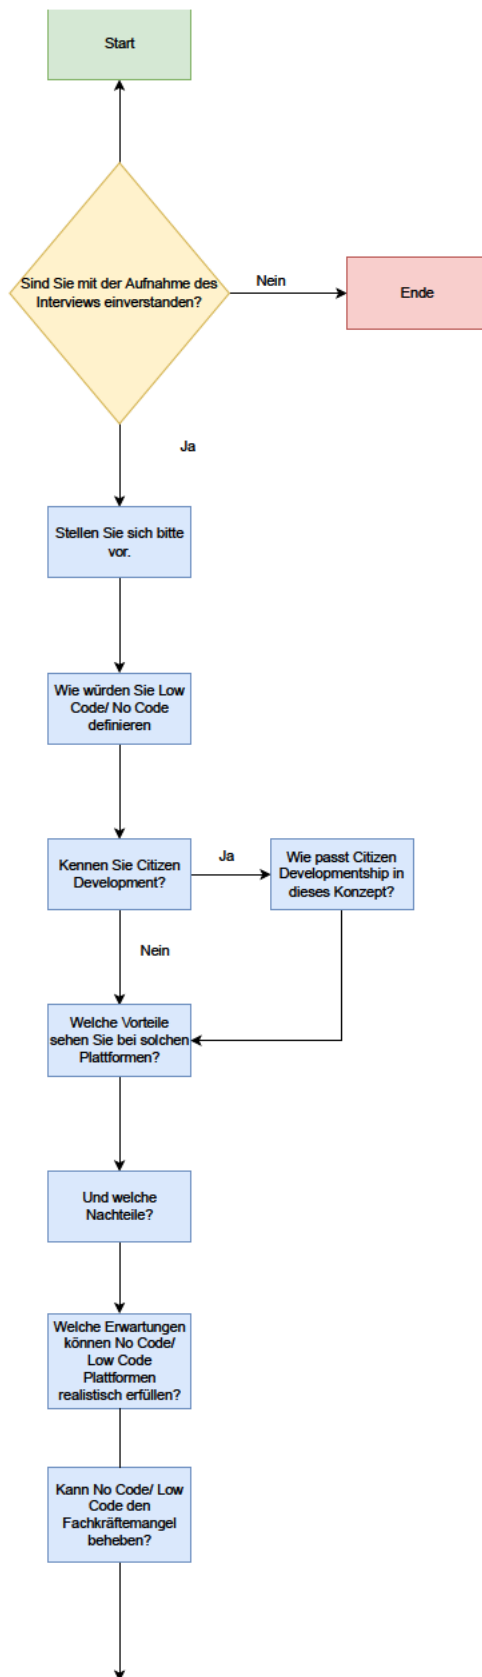 Start
Sind Sie mit der Aufnahme des
Interviews einverstanden?
Nein
Ende
Ja
Stellen Sie sich bitte
vor.
Wie würden Sie Low
Code/ No Code
definieren
Kennen Sie Citizen
Development?
Ja
Wie passt Citizen
Developmentship in
dieses Konzept?
Nein
Welche Vorteile
sehen Sie bei solchen
Plattformen?
Und welche
Nachteile?
Welche Erwartungen
können No Code/
Low Code
Plattformen
realistisch erfüllen?
Kann No Code/ Low
Code den
Fachkräftemangel
beheben?